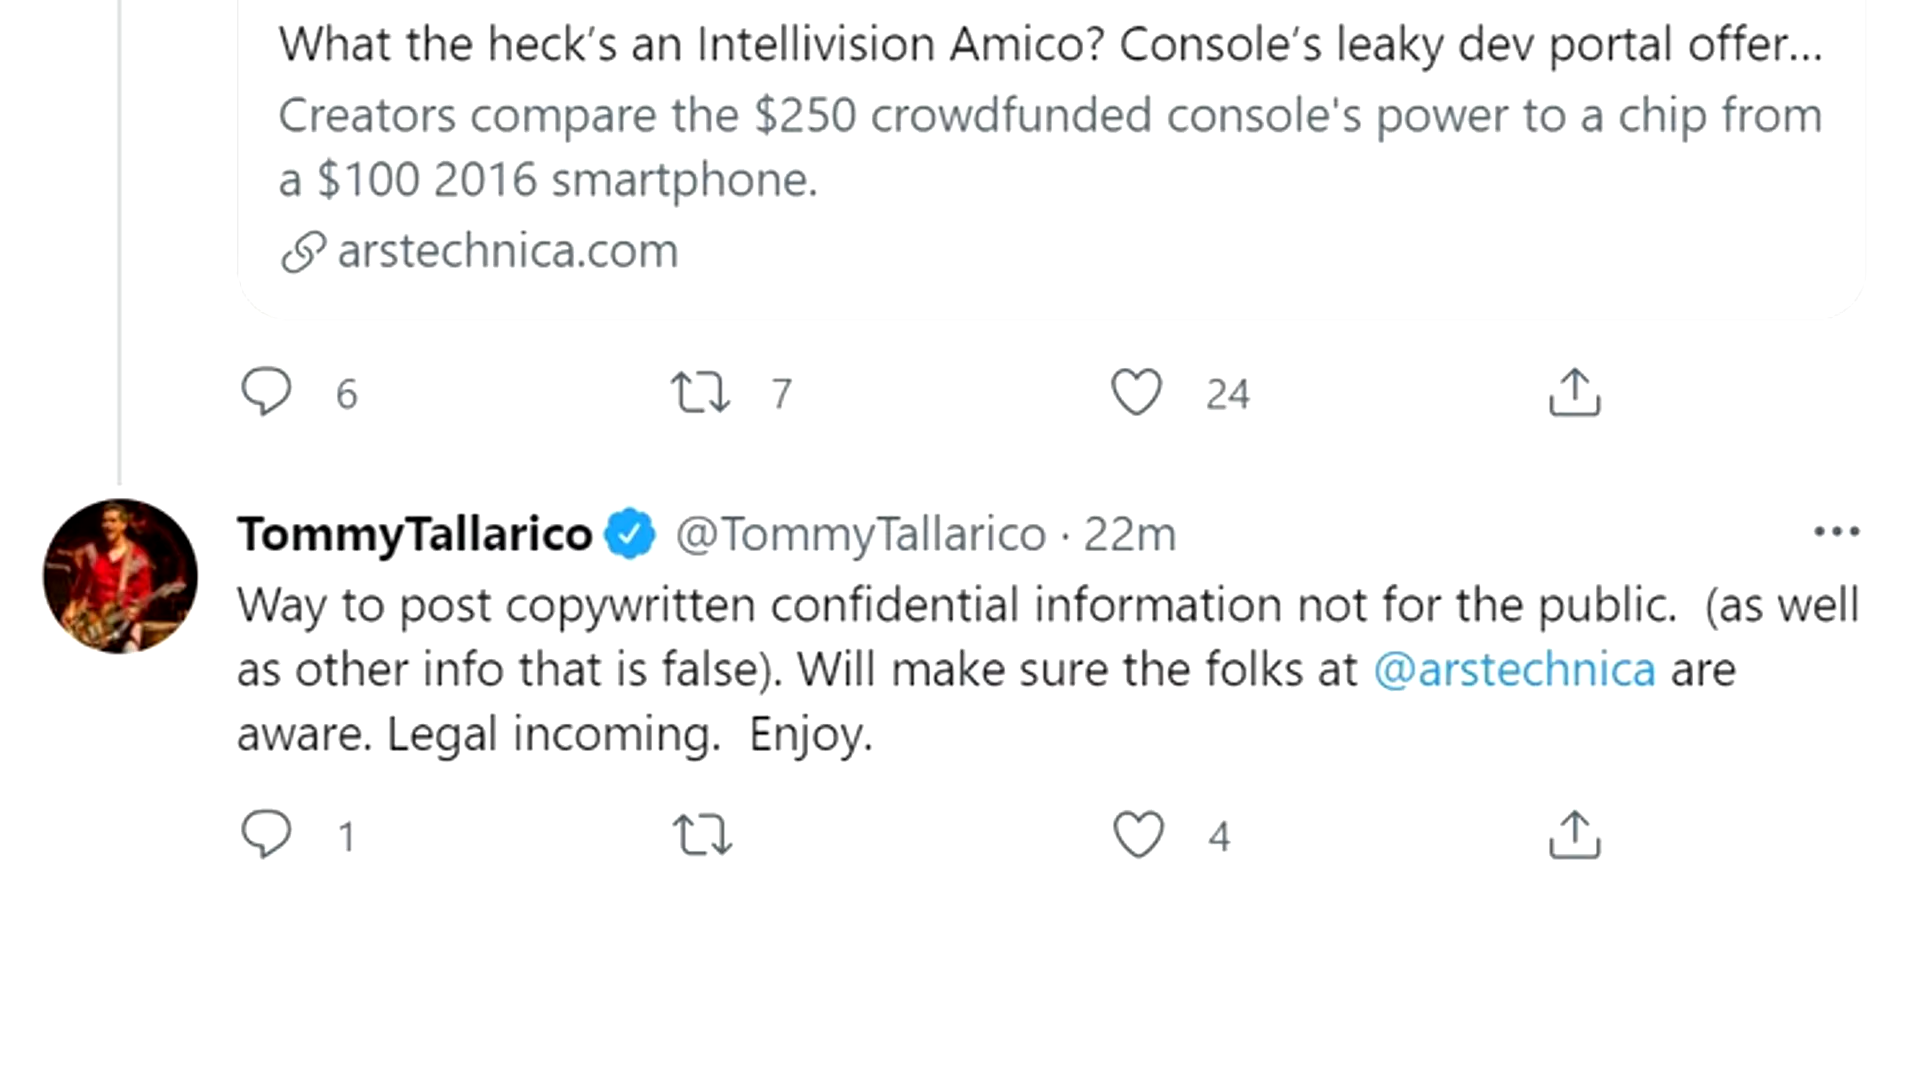 What the heck’s an Intellivision Amico? Console’s leaky dev portal offer...
Creators compare the $250 crowdfunded console's power to a chip from
a $100 2016 smartphone.
arstechnica.com
6 7 24
TommyTallarico @TommyTallarico · 22m
Way to post copywritten confidential information not for the public.  (as well
as other info that is false). Will make sure the folks at @arstechnica are
aware. Legal incoming.  Enjoy.
1 4